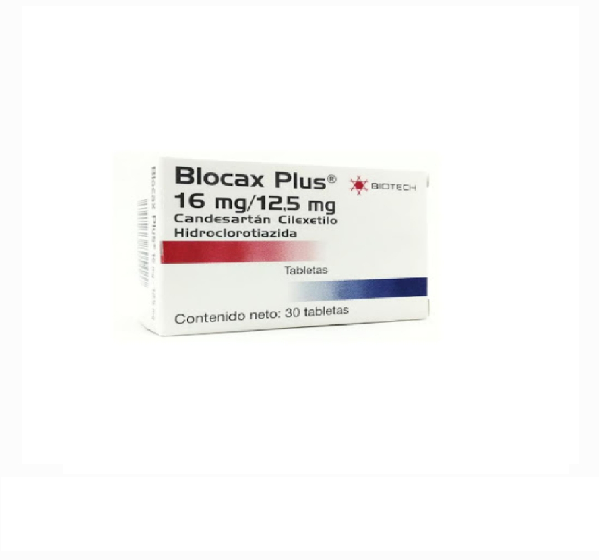 Blocax Plus®
BIOTECH
16 mg/12.5 mg
Candesartán Cilexetilo
Hidroclorotiazida
Tabletas
Contenido neto: 30 tabletas